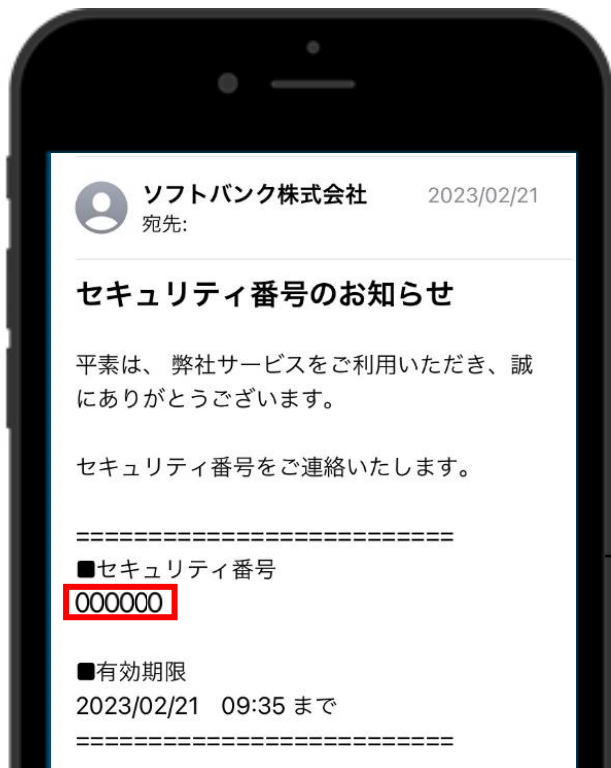 ソフトバンク株式会社 2023/02/21
宛先:
セキュリティ番号のお知らせ
平素は、 弊社サービスをご利用いただき、誠
にありがとうございます。
セキュリティ番号をご連絡いたします。
==========================
■セキュリティ番号
000000
■有効期限
2023/02/21 09:35 まで
==========================